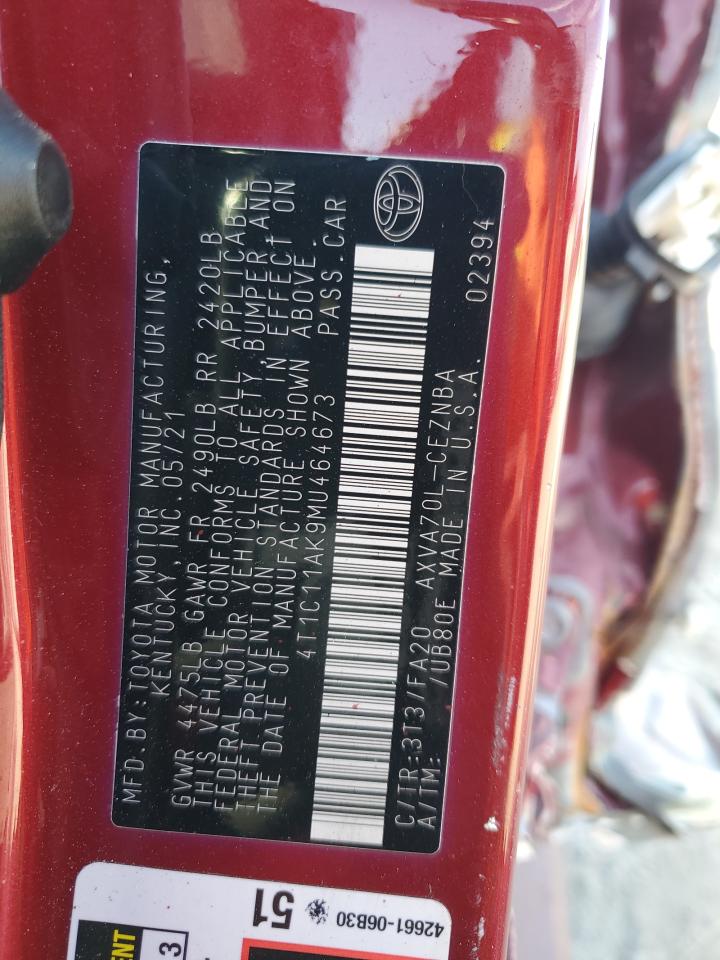 MFD.BY:TOYOTA MOTOR MANUFACTURING,
KENTUCKY, INC.05/21
GVWR 4475LB GAWR FR 2490LB RR 2420LB
THIS VEHICLE CONFORMS TO ALL APPLICABLE
FEDERAL MOTOR VEHICLE SAFETY, BUMPER, AND
THEFT PREVENTION STANDARDS IN EFFECT ON
THE DATE OF MANUFACTURE SHOWN ABOVE.
4T1C11AK9MU464673 PASS.CAR
C/TR:3T3/FA20 AXVA70L-CEZNBA
A/TM: /UB80E MADE IN U.S.A. 02394
51
42661-06B30
3